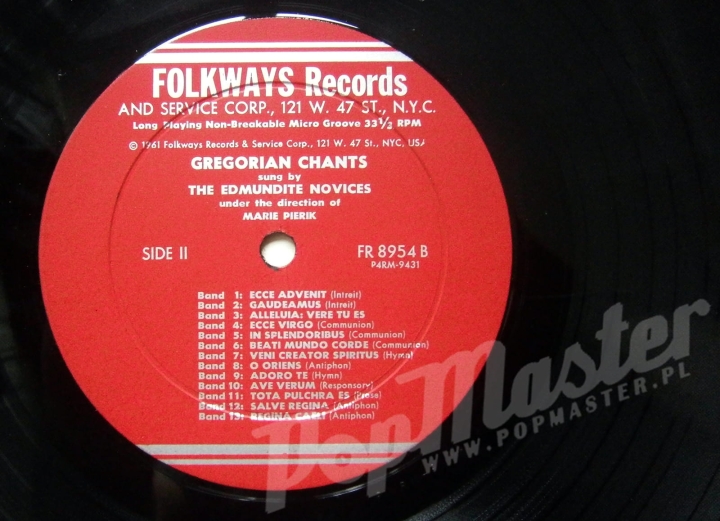 FOLKWAYS Records
AND SERVICE CORP., 121 W. 47 ST., N.Y.C.
Long Playing Non-Breakable Micro Groove 33⅓ RPM
© 1961 Folkways Records & Service Corp., 121 W. 47 St., NYC, USA
GREGORIAN CHANTS
sung by
THE EDMUNDITE NOVICES
under the direction of
MARIE PIERIK
SIDE II
FR 8954 B
P4RM-9431
Band 1: ECCE ADVENIT (Intreit)
Band 2: GAUDEAMUS (Intreit)
Band 3: ALLELUIA: VERE TU ES
Band 4: ECCE VIRGO (Communion)
Band 5: IN SPLENDORIBUS (Communion)
Band 6: BEATI MUNDO CORDE (Communion)
Band 7: VENI CREATOR SPIRITUS (Hymn)
Band 8: O ORIENS (Antiphon)
Band 9: ADORO TE (Hymn)
Band 10: AVE VERUM (Responsory)
Band 11: TOTA PULCHRA ES (Prose)
Band 12: SALVE REGINA (Antiphon)
Band 13: REGINA CAELI (Antiphon)
PopMaster
WWW.POPMASTER.PL